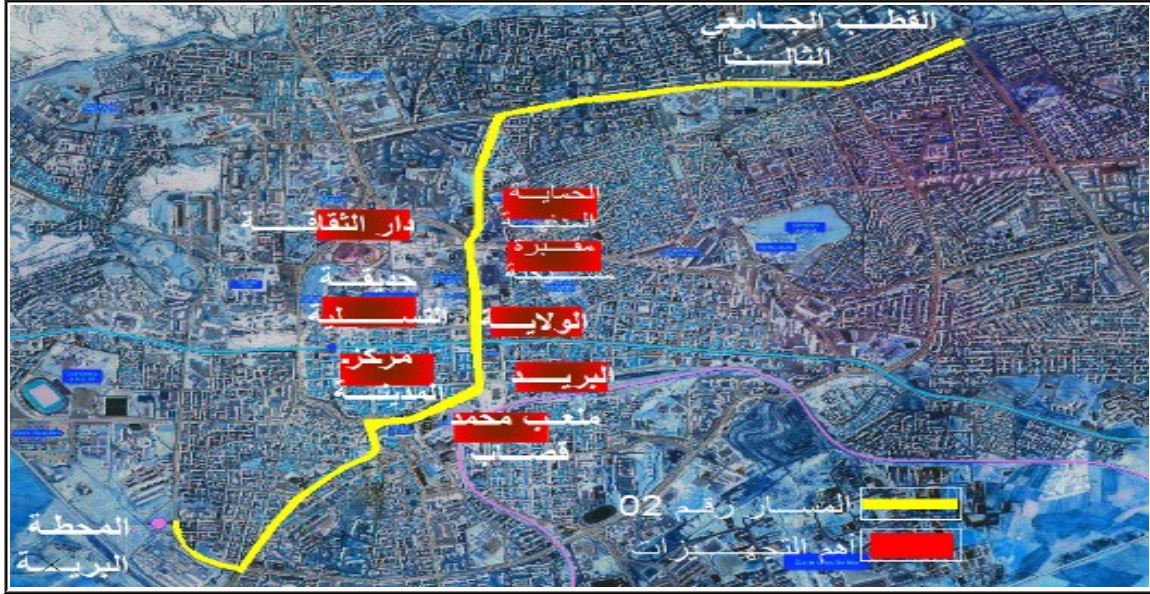 القطب الجامعي
الثالث
الحماية
المدنية
دار الثقافة
مقبرة
حديقة
التسلية
الولاية
مركز
المدينة
البريد
ملعب محمد
قصاب
المسار رقم 02
أهم التجهيزات
المحطة
البرية